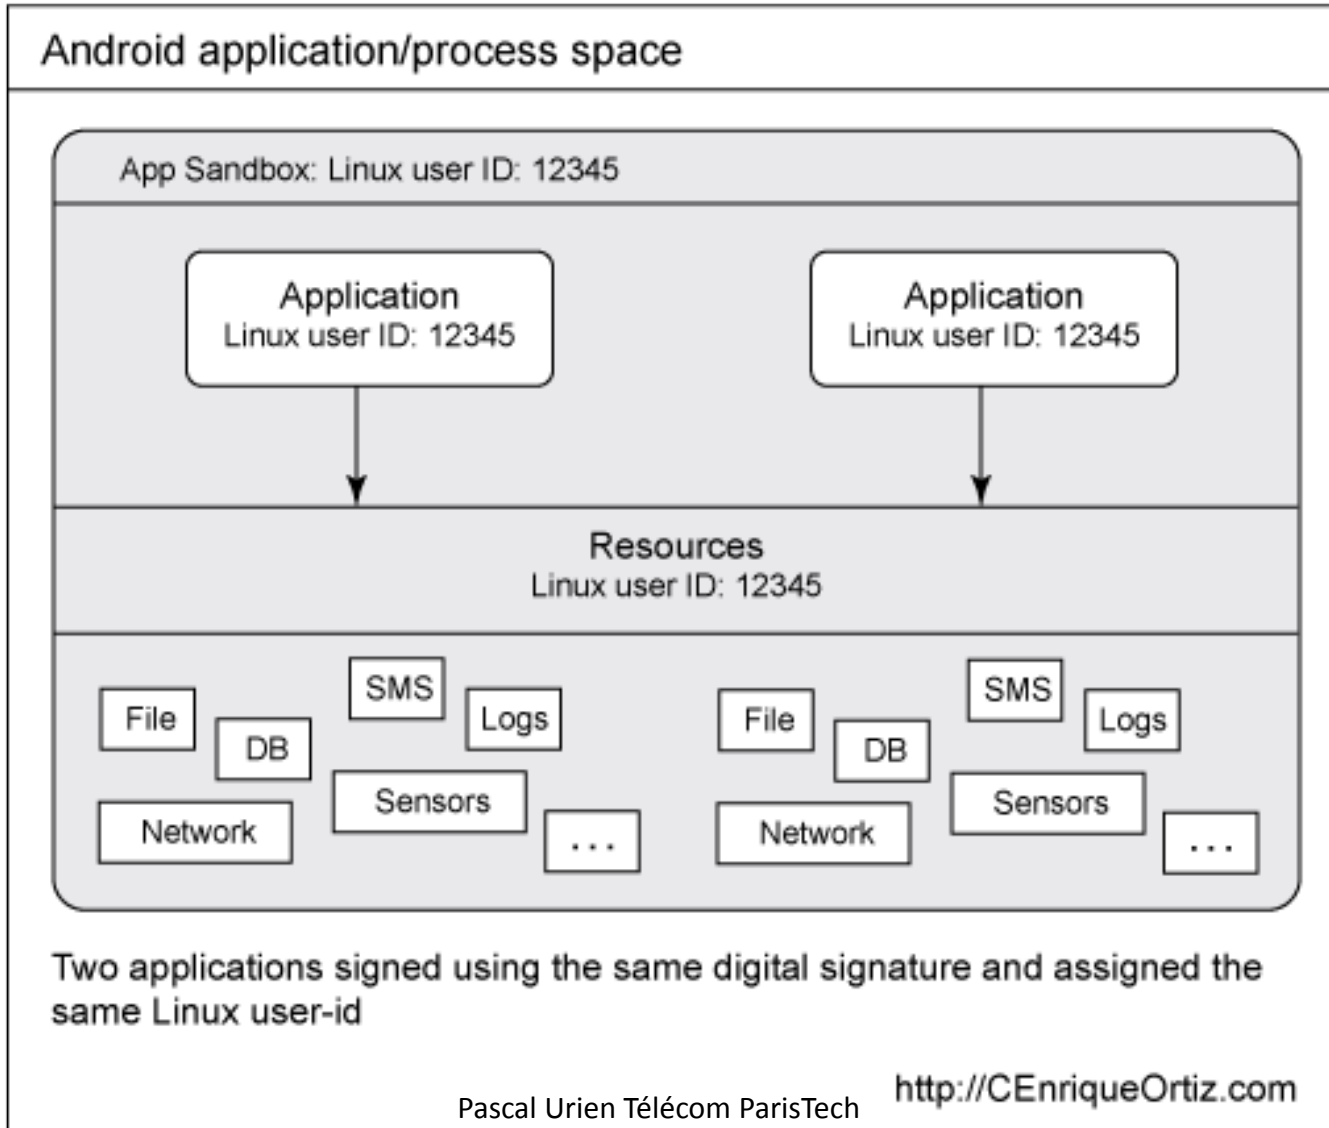 Android application/process space
App Sandbox: Linux user ID: 12345
Application
Linux user ID: 12345
Application
Linux user ID: 12345
Resources
Linux user ID: 12345
File
DB
SMS
Logs
Network
Sensors
...
File
DB
SMS
Logs
Network
Sensors
...
Two applications signed using the same digital signature and assigned the
same Linux user-id
http://CEnriqueOrtiz.com
Pascal Urien Télécom ParisTech